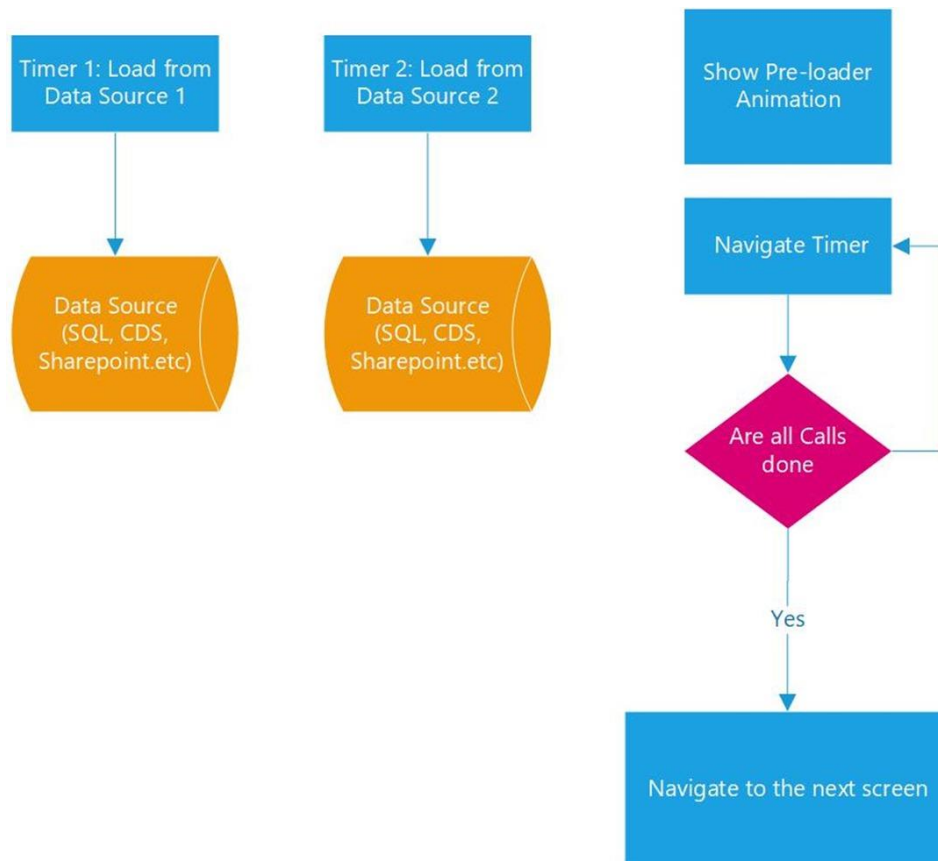 Timer 1: Load from
Data Source 1
Timer 2: Load from
Data Source 2
Show Pre-loader
Animation
Navigate Timer
Data Source
(SQL, CDS,
Sharepoint.etc)
Data Source
(SQL, CDS,
Sharepoint.etc)
Are all Calls
done
Yes
Navigate to the next screen